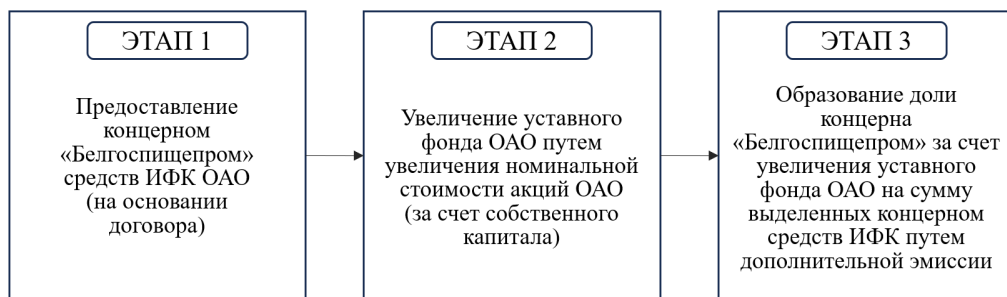 ЭТАП 1
Предоставление
концерном
«Белгоспищепром»
средств ИФК ОАО
(на основании
договора)
ЭТАП 2
Увеличение уставного
фонда ОАО путем
увеличения номинальной
стоимости акций ОАО
(за счет собственного
капитала)
ЭТАП 3
Образование доли
концерна
«Белгоспищепром» за счет
увеличения уставного
фонда ОАО на сумму
выделенных концерном
средств ИФК путем
дополнительной эмиссии